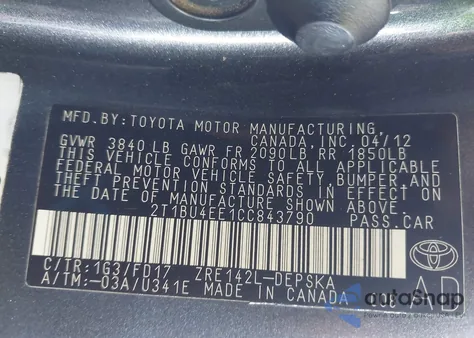 MFD.BY:TOYOTA MOTOR MANUFACTURING,
CANADA,INC. 04/12
GVWR 3840LB GAWR FR 2090LB RR 1850LB
THIS VEHICLE CONFORMS TO ALL APPLICABLE
FEDERAL MOTOR VEHICLE SAFETY, BUMPER, AND
THEFT PREVENTION STANDARDS IN EFFECT ON
THE DATE OF MANUFACTURE SHOWN ABOVE.
2T1BU4EE1CC843790 PASS.CAR
C/TR:1G3/FD17 ZRE142L-DEPSKA
A/TM:-03A/U341E MADE IN CANADA
AD
autoSnap